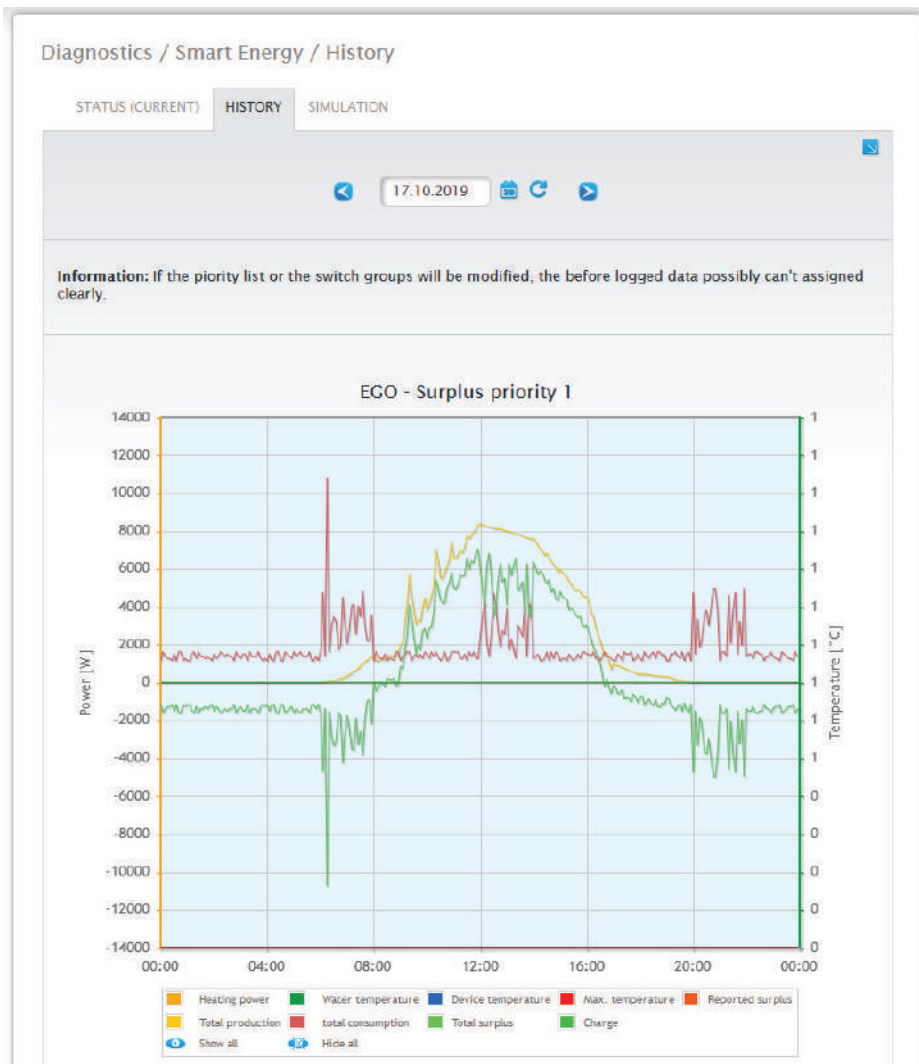 Diagnostics / Smart Energy / History
STATUS (CURRENT) HISTORY SIMULATION
17.10.2019 30
Information: If the piority list or the switch groups will be modified, the before logged data possibly can't assigned
clearly.
EGO - Surplus priority 1
14000 1
12000 1
10000 1
8000 1
6000 1
4000 1
2000 1
0 1
-2000 1
-4000 1
-6000 0
-8000 0
-10000 0
-12000 0
-14000 0
Power [W]
Temperature [°C]
00:00 04:00 08:00 12:00 16:00 20:00 00:00
Heating power Water temperature Device temperature Max. temperature Reported surplus
Total production total consumption Total surplus Charge
Show all Hide all